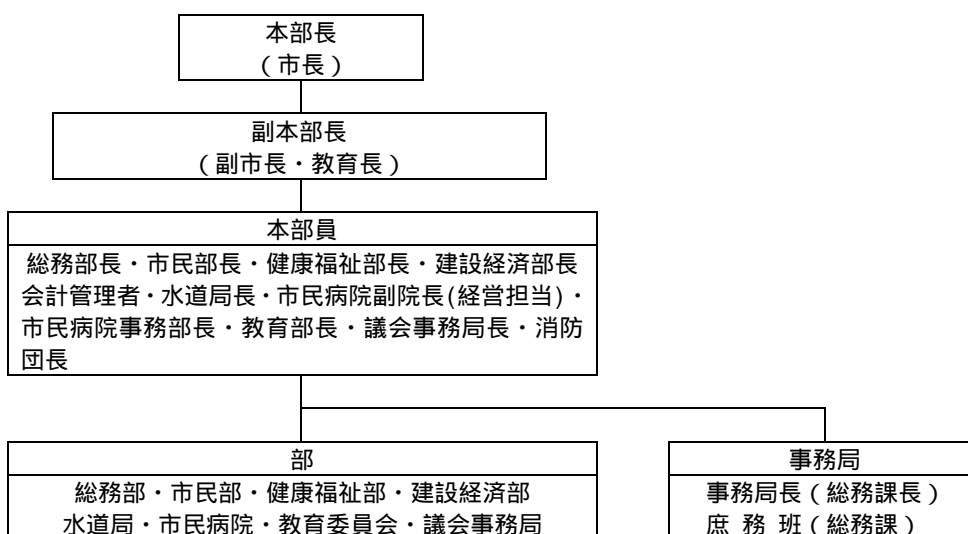 本部長
(市長)
副本部長
(副市長・教育長)
本部員
総務部長・市民部長・健康福祉部長・建設経済部長
会計管理者・水道局長・市民病院副院長(経営担当)・
市民病院事務部長・教育部長・議会事務局長・消防
団長
部
総務部・市民部・健康福祉部・建設経済部
水道局・市民病院・教育委員会・議会事務局
事務局
事務局長(総務課長)
庶 務 班(総務課)